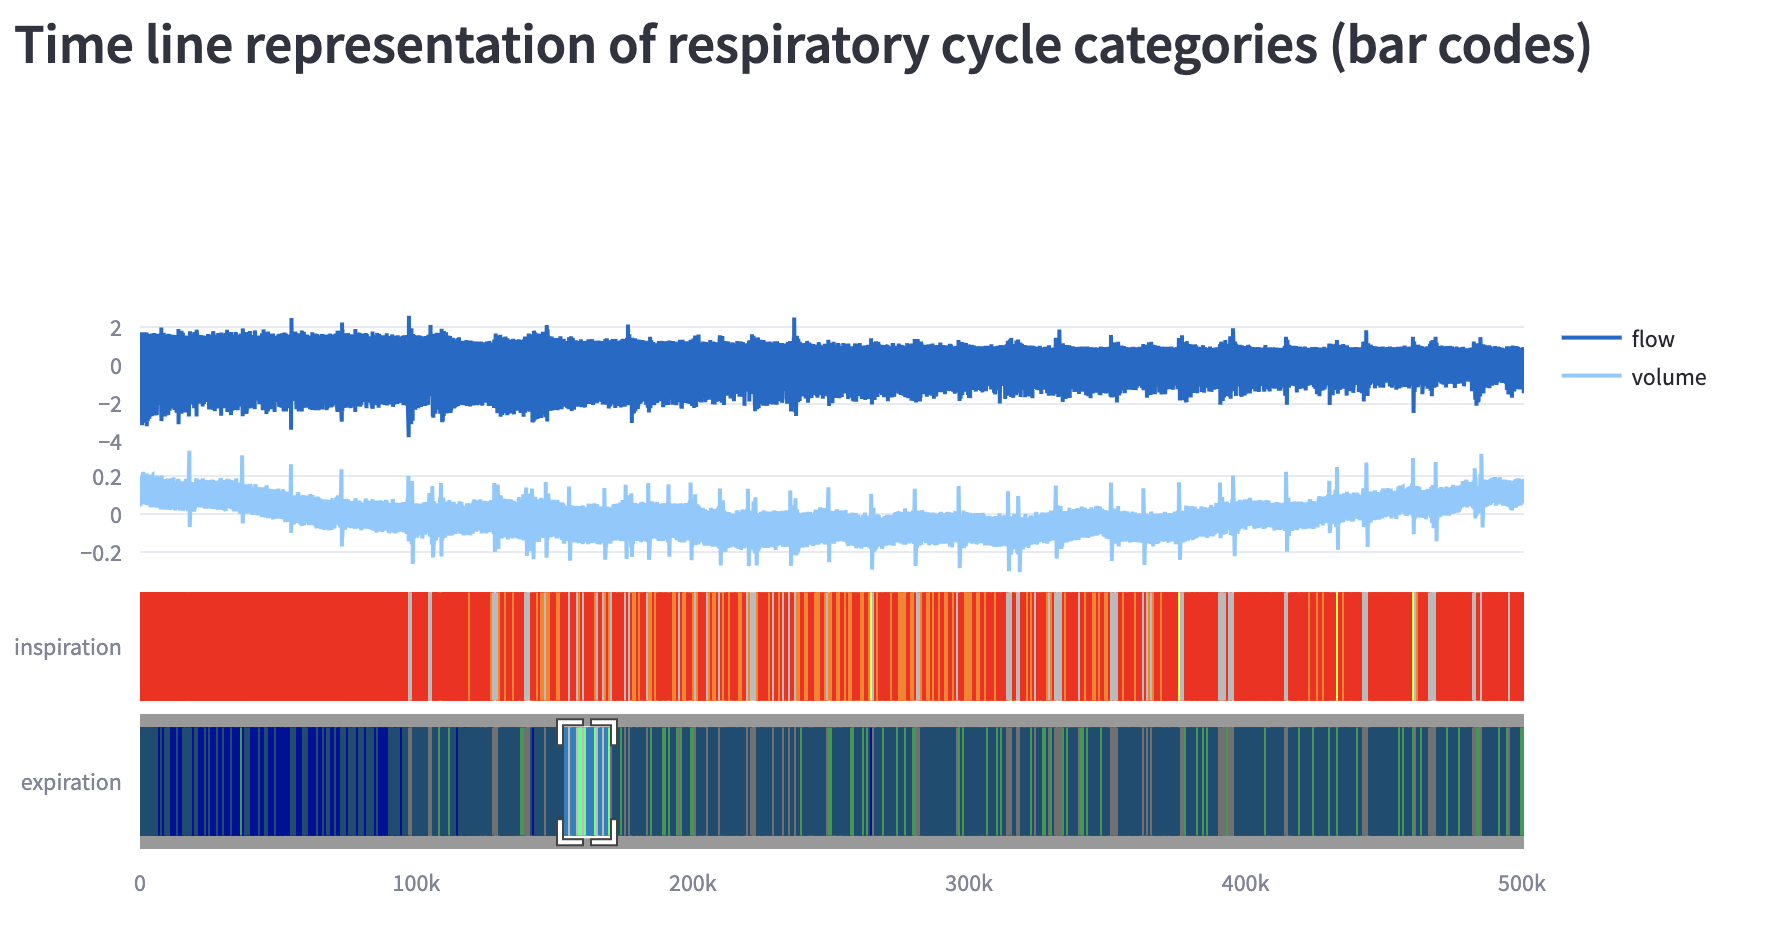 Time line representation of respiratory cycle categories (bar codes)
2
0
−2
−4
flow
volume
0.2
0
−0.2
inspiration
expiration
0 100k 200k 300k 400k 500k